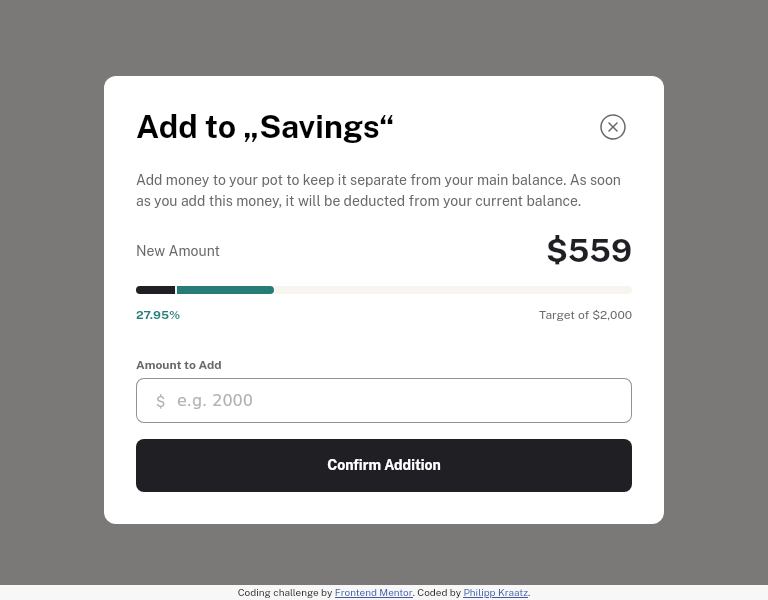 Add to „Savings“
Add money to your pot to keep it separate from your main balance. As soon
as you add this money, it will be deducted from your current balance.
New Amount
$559
27.95%
Target of $2,000
Amount to Add
$ e.g. 2000
Confirm Addition
Coding challenge by Frontend Mentor. Coded by Philipp Kraatz.